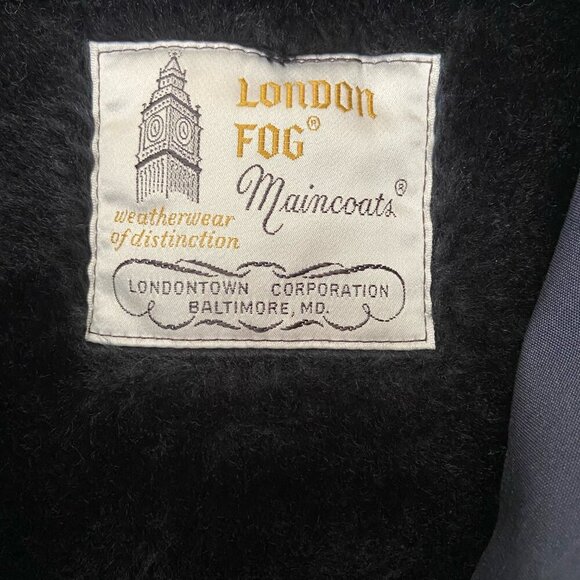 LONDON
FOG®
Maincoats®
weatherwear
of distinction
LONDONTOWN CORPORATION
BALTIMORE, MD.